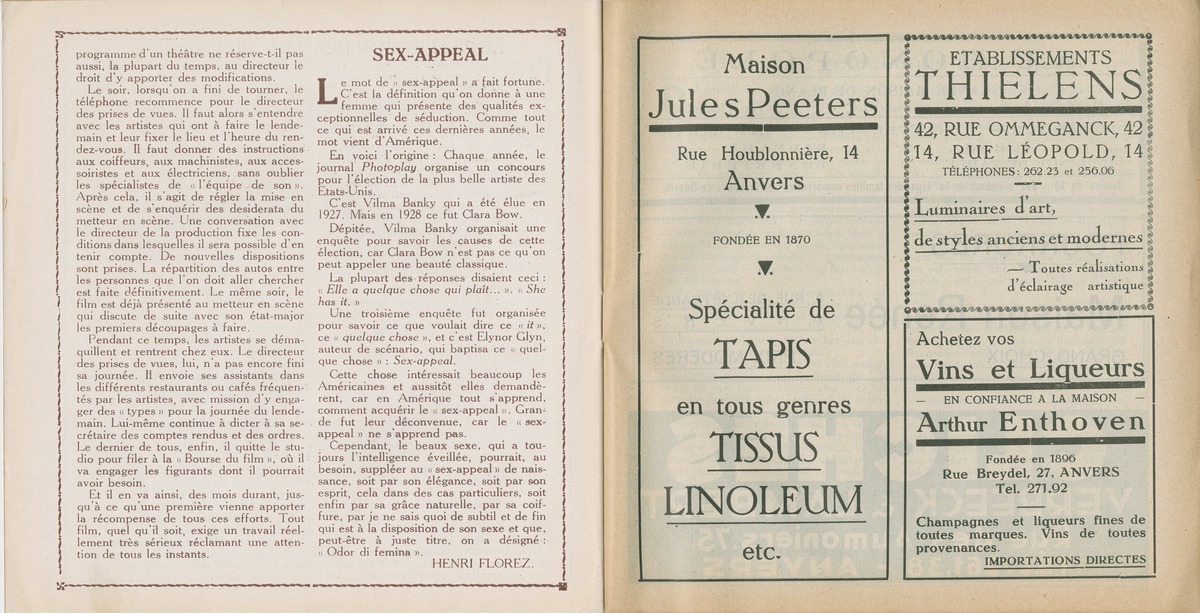 programme d'un théâtre ne réserve-t-il pas
aussi, la plupart du temps, au directeur le
droit d'y apporter des modifications.
Le soir, lorsqu'on a fini de tourner, le
téléphone recommence pour le directeur
des prises de vues. Il faut alors s'entendre
avec les artistes qui ont à faire le lende-
main et leur fixer le lieu et l'heure du ren-
dez-vous. Il faut donner des instructions
aux coiffeurs, aux machinistes, aux acces-
soiristes et aux électriciens, sans oublier
les spécialistes de « l'équipe de son ».
Après cela, il s'agit de régler la mise en
scène et de s'enquérir des desiderata du
metteur en scène. Une conversation avec
le directeur de la production fixe les con-
ditions dans lesquelles il sera possible d'en
tenir compte. De nouvelles dispositions
sont prises. La répartition des autos entre
les personnes que l'on doit aller chercher
est faite définitivement. Le même soir, le
film est déjà présenté au metteur en scène
qui discute de suite avec son état-major
les premiers découpages à faire.
Pendant ce temps, les artistes se déma-
quillent et rentrent chez eux. Le directeur
des prises de vues, lui, n'a pas encore fini
sa journée. Il envoie ses assistants dans
les différents restaurants ou cafés fréquen-
tés par les artistes, avec mission d'y enga-
ger des « types » pour la journée du lende-
main. Lui-même continue à dicter à sa se-
crétaire des comptes rendus et des ordres.
Le dernier de tous, enfin, il quitte le stu-
dio pour filer à la « Bourse du film », où il
va engager les figurants dont il pourrait
avoir besoin.
Et il en va ainsi, des mois durant, jus-
qu'à ce qu'une première vienne apporter
la récompense de tous ces efforts. Tout
film, quel qu'il soit, exige un travail réel-
lement très sérieux réclamant une atten-
tion de tous les instants.
SEX-APPEAL
Le mot de « sex-appeal » a fait fortune.
C'est la définition qu'on donne à une
femme qui présente des qualités ex-
ceptionnelles de séduction. Comme tout
ce qui est arrivé ces dernières années, le
mot vient d'Amérique.
En voici l'origine : Chaque année, le
journal Photoplay organise un concours
pour l'élection de la plus belle artiste des
Etats-Unis.
C'est Vilma Banky qui a été élue en
1927. Mais en 1928 ce fut Clara Bow.
Dépitée, Vilma Banky organisait une
enquête pour savoir les causes de cette
élection, car Clara Bow n'est pas ce qu'on
peut appeler une beauté classique.
La plupart des réponses disaient ceci :
« Elle a quelque chose qui plaît... ». « She
has it. »
Une troisième enquête fut organisée
pour savoir ce que voulait dire ce « it »,
ce « quelque chose », et c'est Elynor Glyn,
auteur de scénario, qui baptisa ce « quel-
que chose » : Sex-appeal.
Cette chose intéressait beaucoup les
Américaines et aussitôt elles demandè-
rent, car en Amérique tout s'apprend,
comment acquérir le « sex-appeal «. Gran-
de fut leur déconvenue, car le « sex-
appeal » ne s'apprend pas.
Cependant, le beaux sexe, qui a tou-
jours l'intelligence éveillée, pourrait, au
besoin, suppléer au « sex-appeal » de nais-
sance, soit par son élégance, soit par son
esprit, cela dans des cas particuliers, soit
enfin par sa grâce naturelle, par sa coif-
fure, par je ne sais quoi de subtil et de fin
qui est à la disposition de son sexe et que,
peut-être à juste titre, on a désigné :
« Odor di femina ».
HENRI FLOREZ.
Maison
Jules Peeters
Rue Houblonnière, 14
Anvers
FONDÉE EN 1870
Spécialité de
TAPIS
en tous genres
TISSUS
LINOLEUM
etc.
ETABLISSEMENTS
THIELENS
42, RUE OMMEGANCK, 42
14, RUE LÉOPOLD, 14
TÉLÉPHONES : 262.23 et 256.06
Luminaires d'art,
de styles anciens et modernes
— Toutes réalisations
d'éclairage artistique
Achetez vos
Vins et Liqueurs
— EN CONFIANCE A LA MAISON —
Arthur Enthoven
Fondée en 1896
Rue Breydel, 27, ANVERS
Tel. 271.92
Champagnes et liqueurs fines de
toutes marques. Vins de toutes
provenances.
IMPORTATIONS DIRECTES